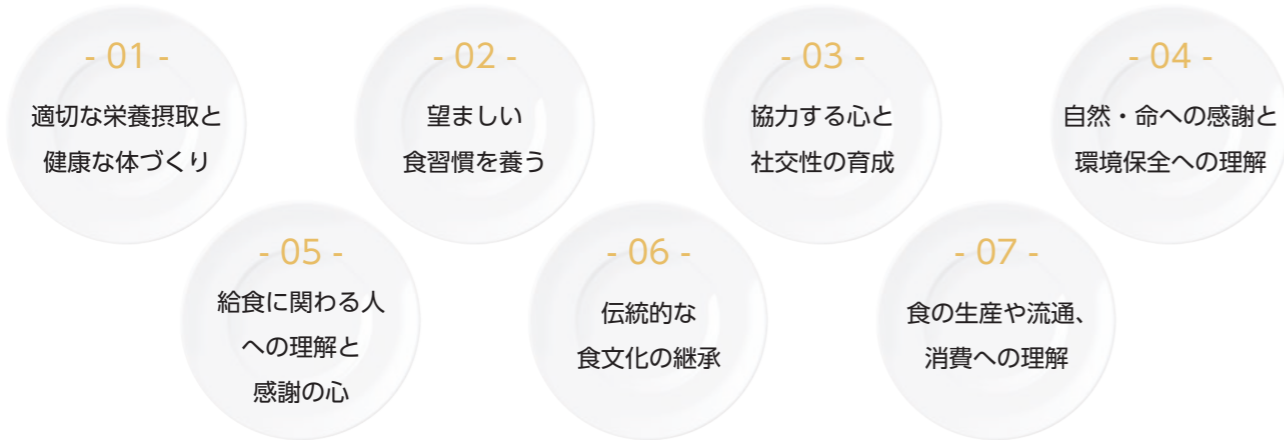 - 01 -
適切な栄養摂取と
健康な体づくり
- 02 -
望ましい
食習慣を養う
- 03 -
協力する心と
社交性の育成
- 04 -
自然・命への感謝と
環境保全への理解
- 05 -
給食に関わる人
への理解と
感謝の心
- 06 -
伝統的な
食文化の継承
- 07 -
食の生産や流通、
消費への理解